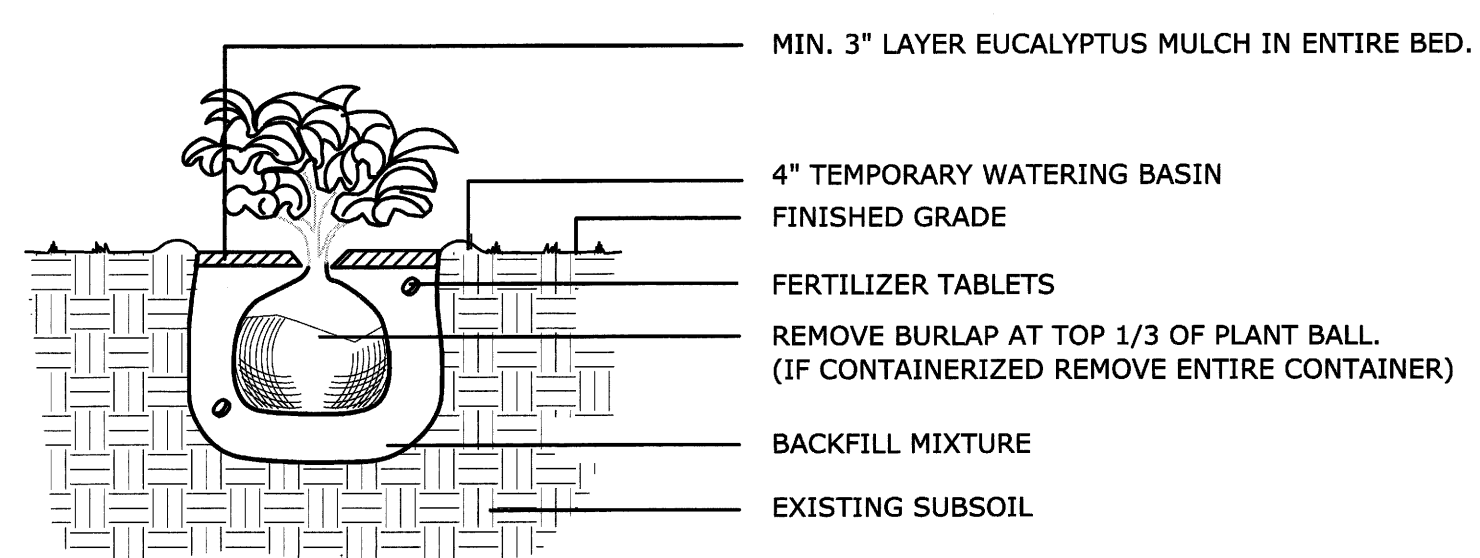 MIN. 3" LAYER EUCALYPTUS MULCH IN ENTIRE BED.
4" TEMPORARY WATERING BASIN
FINISHED GRADE
FERTILIZER TABLETS
REMOVE BURLAP AT TOP 1/3 OF PLANT BALL.
(IF CONTAINERIZED REMOVE ENTIRE CONTAINER)
BACKFILL MIXTURE
EXISTING SUBSOIL